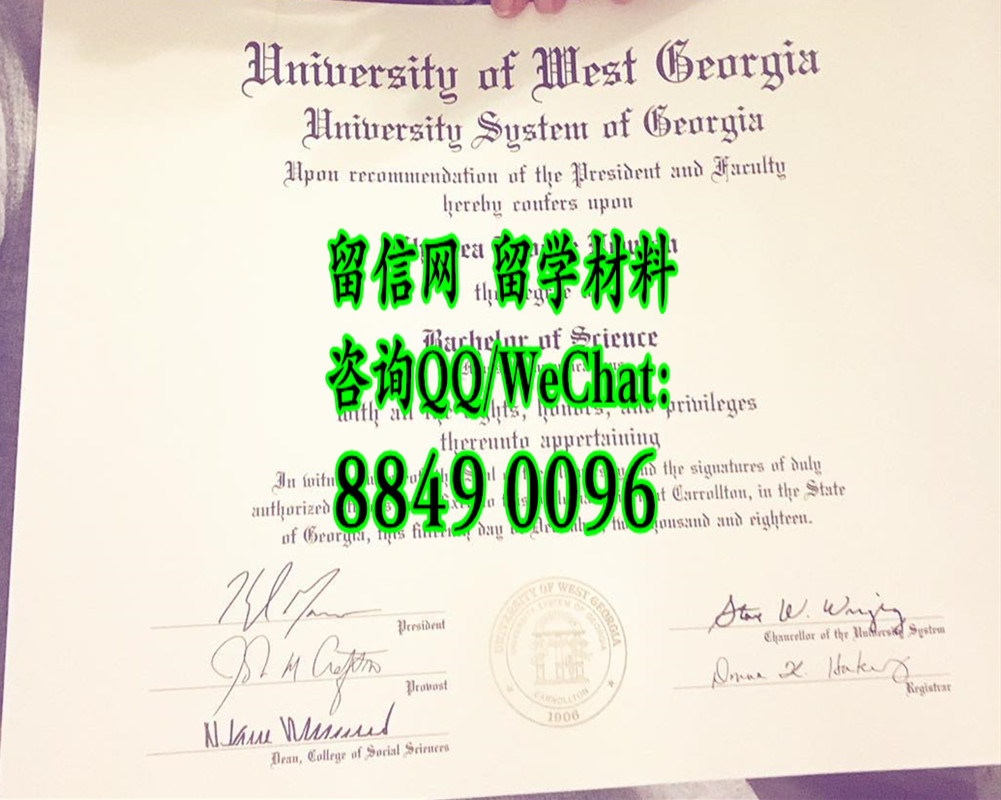 University of West Georgia
University System of Georgia
Upon recommendation of the President and Faculty
hereby confers upon
留信网 留学材料
Bachelor of Science
咨询QQ/WeChat:
with all privileges
thereunto appertaining
8849 0096
In the signatures of duly
authorized Carrollton, in the State
of Georgia, this day and eighteen.
President
Chancellor of the University System
Provost
Registrar
Dean, College of Social Sciences
UNIVERSITY OF WEST GEORGIA
UNIVERSITY SYSTEM OF GEORGIA
CARROLLTON
1906